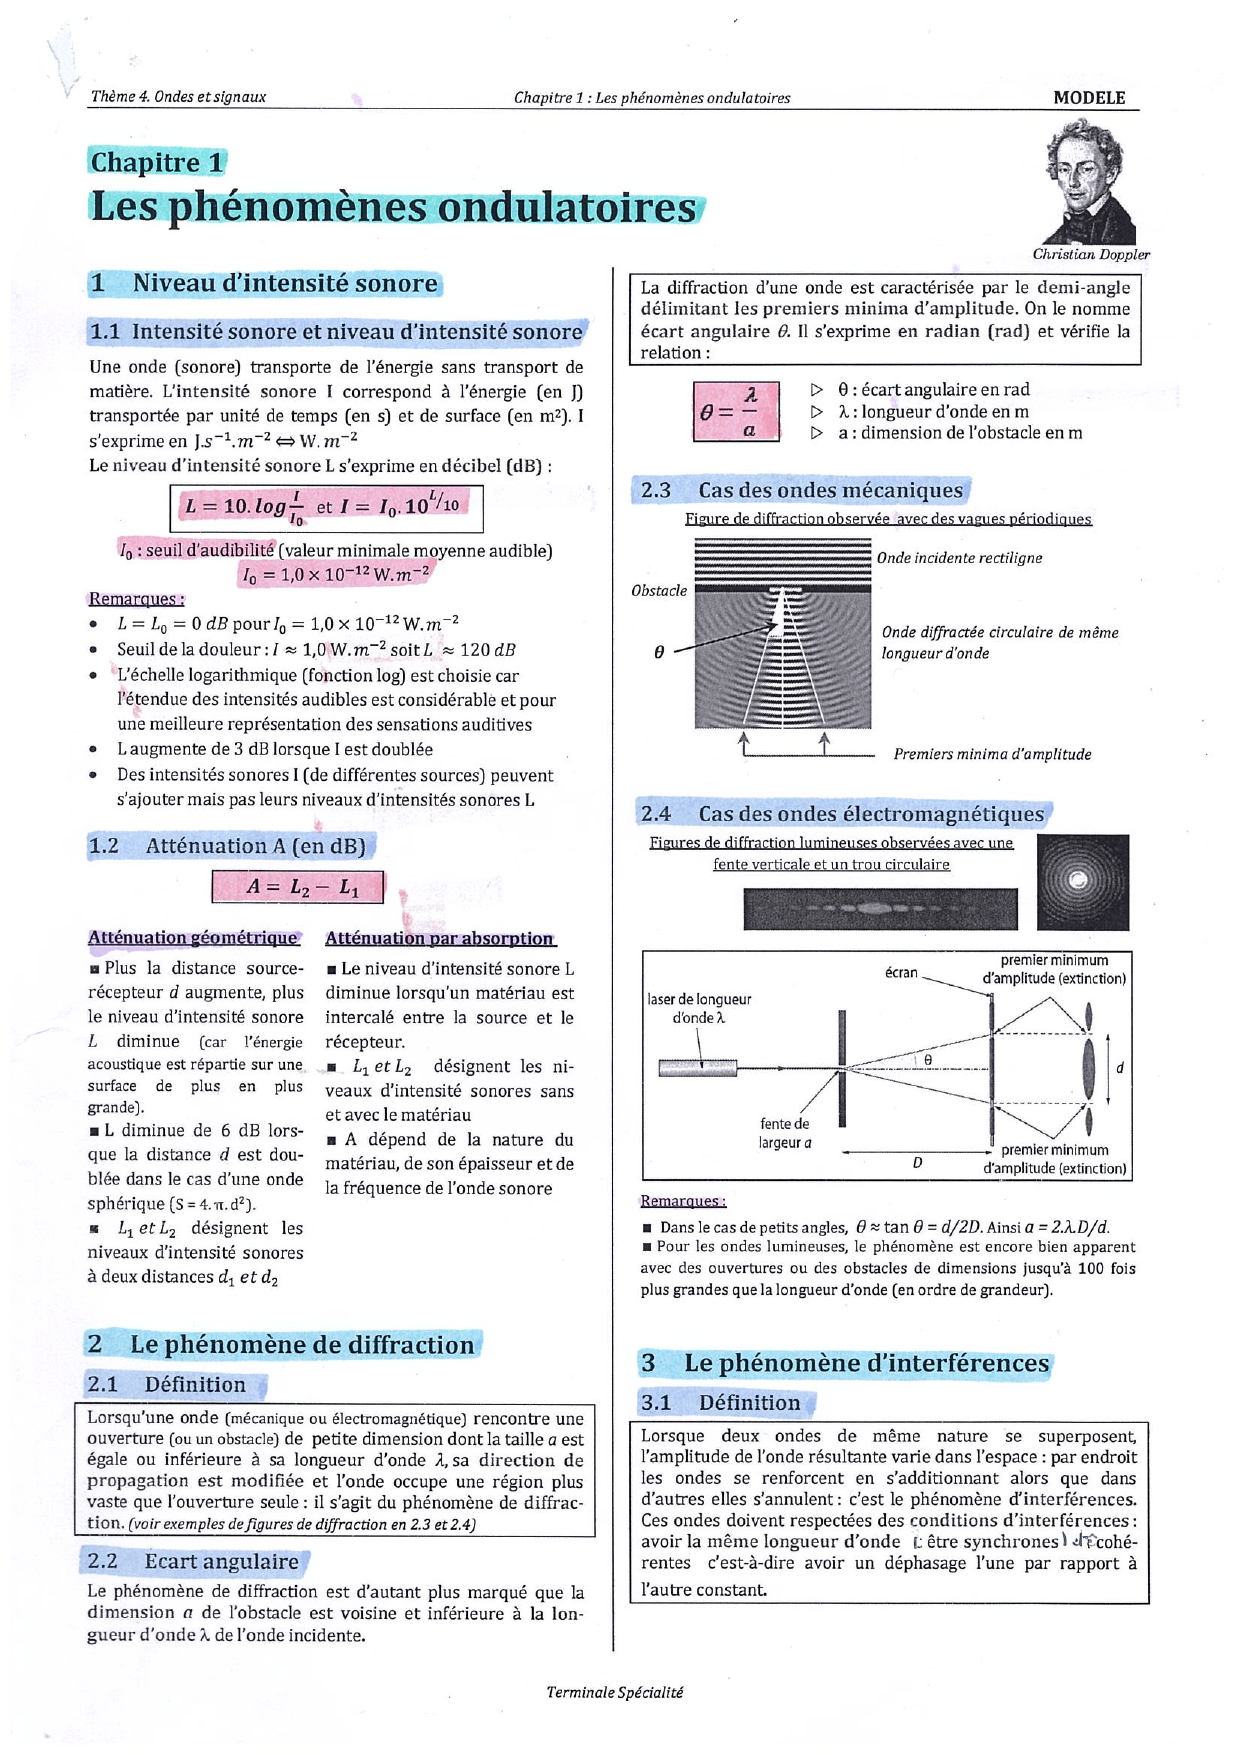 Thème 4. Ondes et signaux
Chapitre 1 : Les phénomènes ondulatoires
MODELE
Chapitre 1
Les phénomènes ondulatoires
Christian Doppler
1 Niveau d'intensité sonore
1.1 Intensité sonore et niveau d'intensité sonore
Une onde (sonore) transporte de l'énergie sans transport de
matière. L'intensité sonore I correspond à l'énergie (en J)
transportée par unité de temps (en s) et de surface (en m²). I
s'exprime en J.s⁻¹.m⁻² ⇔ W.m⁻²
Le niveau d'intensité sonore L s'exprime en décibel (dB) :
L = 10. log I/I₀ et I = I₀. 10^L/10
I₀ : seuil d'audibilité (valeur minimale moyenne audible)
I₀ = 1,0 × 10⁻¹² W.m⁻²
Remarques :
• L = L₀ = 0 dB pour I₀ = 1,0 × 10⁻¹² W.m⁻²
• Seuil de la douleur : I ≈ 1,0 W.m⁻² soit L ≈ 120 dB
• L'échelle logarithmique (fonction log) est choisie car
l'étendue des intensités audibles est considérable et pour
une meilleure représentation des sensations auditives
• L augmente de 3 dB lorsque I est doublée
• Des intensités sonores I (de différentes sources) peuvent
s'ajouter mais pas leurs niveaux d'intensités sonores L
1.2 Atténuation A (en dB)
A = L₂ − L₁
Atténuation géométrique
▪ Plus la distance source-
récepteur d augmente, plus
le niveau d'intensité sonore
L diminue (car l'énergie
acoustique est répartie sur une
surface de plus en plus
grande).
▪ L diminue de 6 dB lors-
que la distance d est dou-
blée dans le cas d'une onde
sphérique (S = 4.π.d²).
▪ L₁ et L₂ désignent les
niveaux d'intensité sonores
à deux distances d₁ et d₂
Atténuation par absorption
▪ Le niveau d'intensité sonore L
diminue lorsqu'un matériau est
intercalé entre la source et le
récepteur.
▪ L₁ et L₂ désignent les ni-
veaux d'intensité sonores sans
et avec le matériau
▪ A dépend de la nature du
matériau, de son épaisseur et de
la fréquence de l'onde sonore
2 Le phénomène de diffraction
2.1 Définition
Lorsqu'une onde (mécanique ou électromagnétique) rencontre une
ouverture (ou un obstacle) de petite dimension dont la taille a est
égale ou inférieure à sa longueur d'onde λ, sa direction de
propagation est modifiée et l'onde occupe une région plus
vaste que l'ouverture seule : il s'agit du phénomène de diffrac-
tion. (voir exemples de figures de diffraction en 2.3 et 2.4)
2.2 Ecart angulaire
Le phénomène de diffraction est d'autant plus marqué que la
dimension a de l'obstacle est voisine et inférieure à la lon-
gueur d'onde λ de l'onde incidente.
La diffraction d'une onde est caractérisée par le demi-angle
délimitant les premiers minima d'amplitude. On le nomme
écart angulaire θ. Il s'exprime en radian (rad) et vérifie la
relation :
θ = λ/a
▷ θ : écart angulaire en rad
▷ λ : longueur d'onde en m
▷ a : dimension de l'obstacle en m
2.3 Cas des ondes mécaniques
Figure de diffraction observée avec des vagues périodiques
Onde incidente rectiligne
Obstacle
Onde diffractée circulaire de même
longueur d'onde
θ
Premiers minima d'amplitude
2.4 Cas des ondes électromagnétiques
Figures de diffraction lumineuses observées avec une
fente verticale et un trou circulaire
premier minimum
d'amplitude (extinction)
écran
laser de longueur
d'onde λ
θ
d
fente de
largeur a
D
premier minimum
d'amplitude (extinction)
Remarques :
▪ Dans le cas de petits angles, θ ≈ tan θ = d/2D. Ainsi a = 2.λ.D/d.
▪ Pour les ondes lumineuses, le phénomène est encore bien apparent
avec des ouvertures ou des obstacles de dimensions jusqu'à 100 fois
plus grandes que la longueur d'onde (en ordre de grandeur).
3 Le phénomène d'interférences
3.1 Définition
Lorsque deux ondes de même nature se superposent,
l'amplitude de l'onde résultante varie dans l'espace : par endroit
les ondes se renforcent en s'additionnant alors que dans
d'autres elles s'annulent : c'est le phénomène d'interférences.
Ces ondes doivent respectées des conditions d'interférences :
avoir la même longueur d'onde ( être synchrones) cohé-
rentes c'est-à-dire avoir un déphasage l'une par rapport à
l'autre constant.
Terminale Spécialité